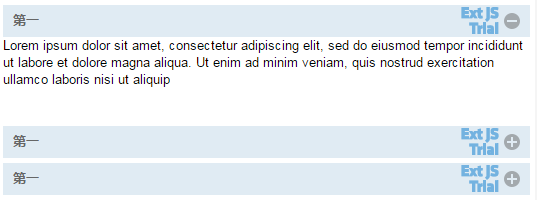 第一
Ext JS
Trial
Lorem ipsum dolor sit amet, consectetur adipiscing elit, sed do eiusmod tempor incididunt
ut labore et dolore magna aliqua. Ut enim ad minim veniam, quis nostrud exercitation
ullamco laboris nisi ut aliquip
第一
Ext JS
Trial
第一
Ext JS
Trial